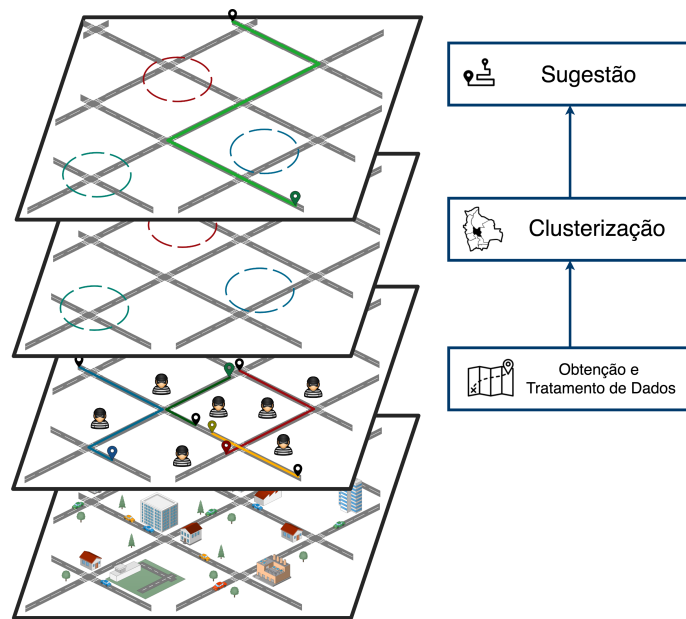 Sugestão
Clusterização
Obtenção e
Tratamento de Dados